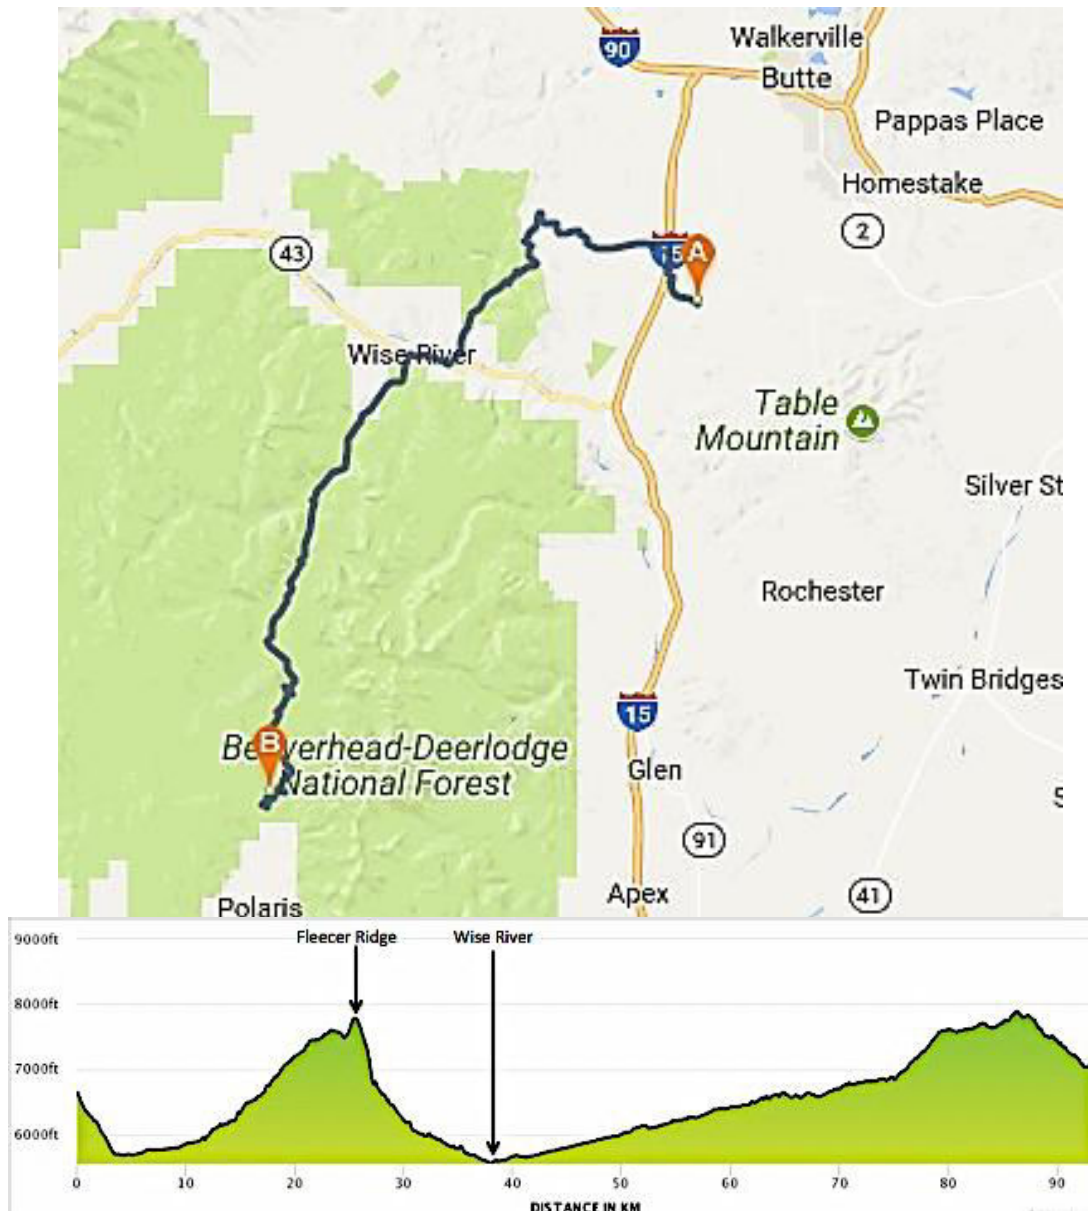 90
Walkerville
Butte
Pappas Place
Homestake
2
43
15
A
Wise River
Table
Mountain
Silver St
Rochester
Twin Bridges
15
B
Beaverhead-Deerlodge
National Forest
Glen
91
Apex
41
Polaris
Fleecer Ridge
Wise River
9000ft
8000ft
7000ft
6000ft
0 10 20 30 40 50 60 70 80 90
DISTANCE IN KM